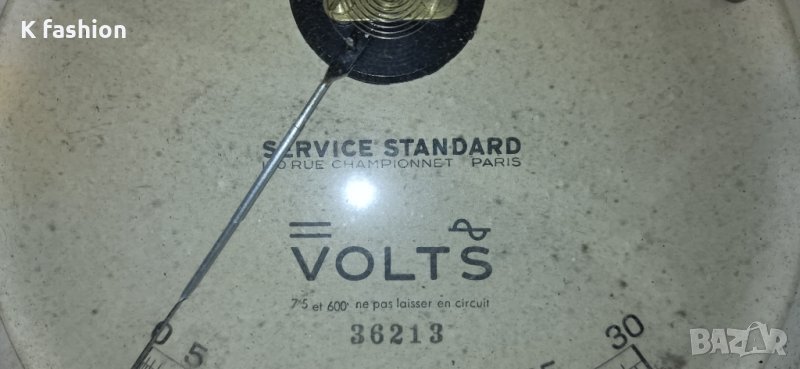 K fashion
SERVICE STANDARD
RUE CHAMPIONNET PARIS
VOLTS
7'5 et 600' ne pas laisser en circuit
36213
0 5 30
BAZAR